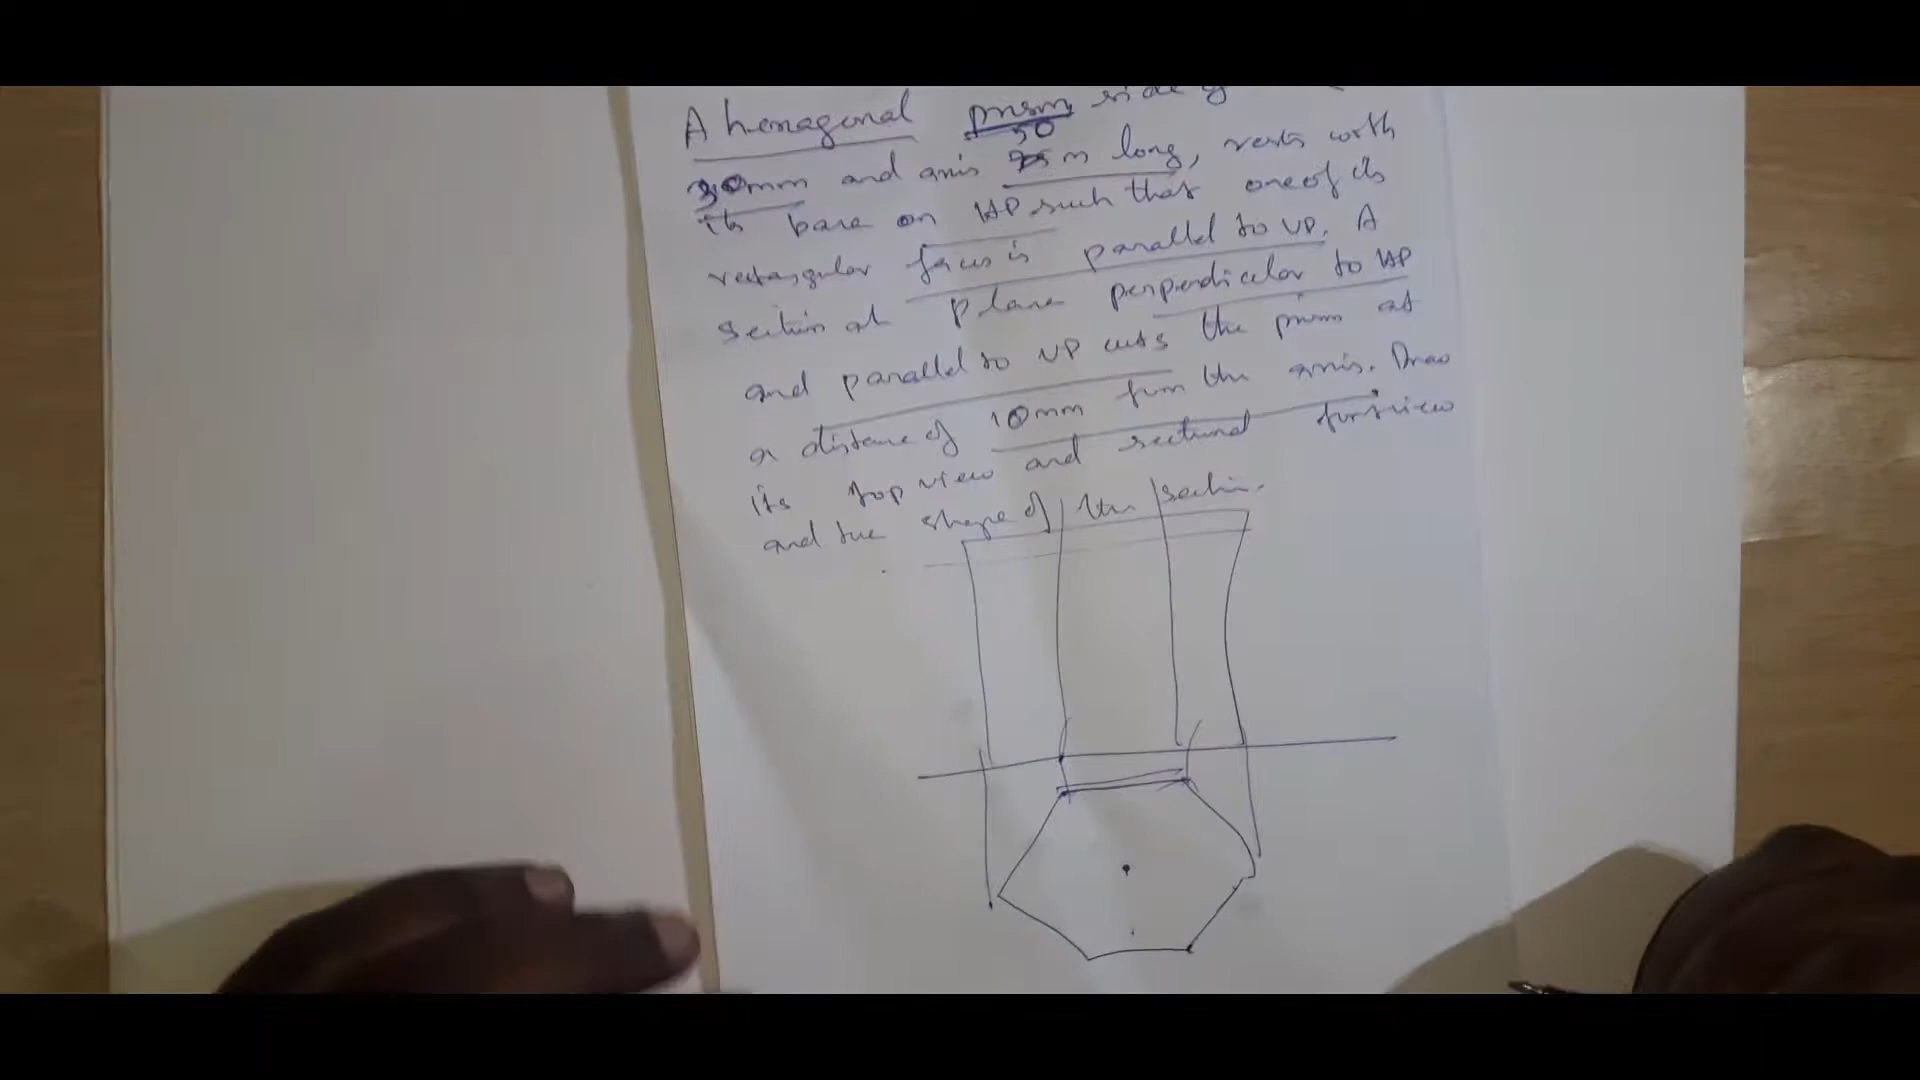 A hexagonal prism side of
30mm and axis 50 m long, rests with
its base on HP such that one of its
rectangular faces is parallel to VP. A
section at plane perpendicular to HP
and parallel to VP cuts the prism at
a distance of 10mm from the axis. Draw
its top view and sectional frontview
and true shape of the section.